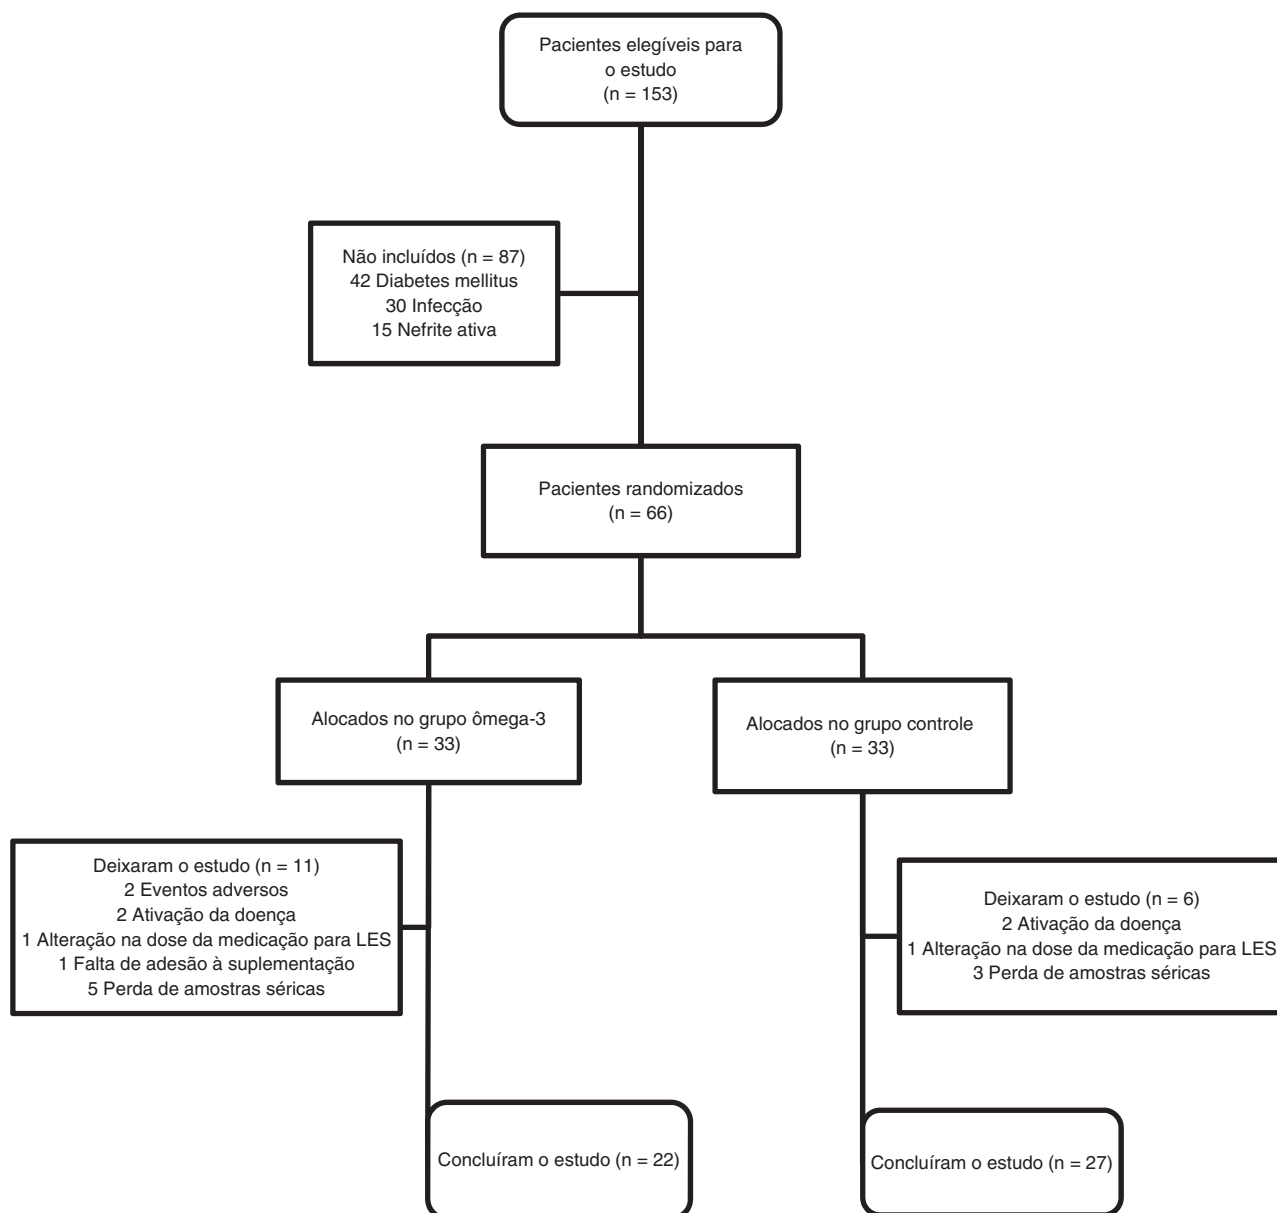 Pacientes elegíveis para
o estudo
(n = 153)
Não incluídos (n = 87)
42 Diabetes mellitus
30 Infecção
15 Nefrite ativa
Pacientes randomizados
(n = 66)
Alocados no grupo ômega-3
(n = 33)
Alocados no grupo controle
(n = 33)
Deixaram o estudo (n = 11)
2 Eventos adversos
2 Ativação da doença
1 Alteração na dose da medicação para LES
1 Falta de adesão à suplementação
5 Perda de amostras séricas
Deixaram o estudo (n = 6)
2 Ativação da doença
1 Alteração na dose da medicação para LES
3 Perda de amostras séricas
Concluíram o estudo (n = 22)
Concluíram o estudo (n = 27)